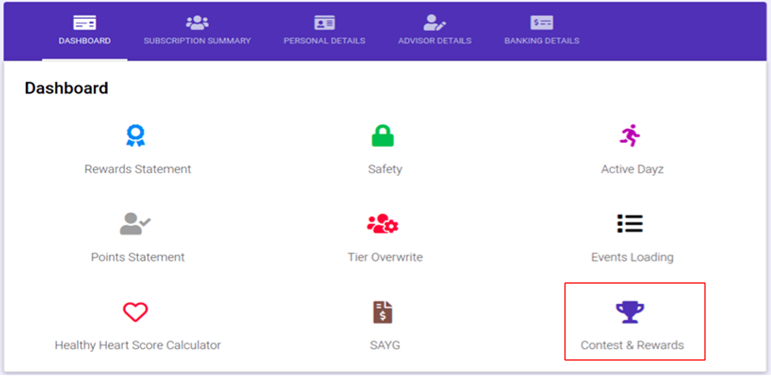 DASHBOARD
SUBSCRIPTION SUMMARY
PERSONAL DETAILS
ADVISOR DETAILS
BANKING DETAILS
Dashboard
Rewards Statement
Safety
Active Dayz
Points Statement
Tier Overwrite
Events Loading
Healthy Heart Score Calculator
SAYG
Contest & Rewards